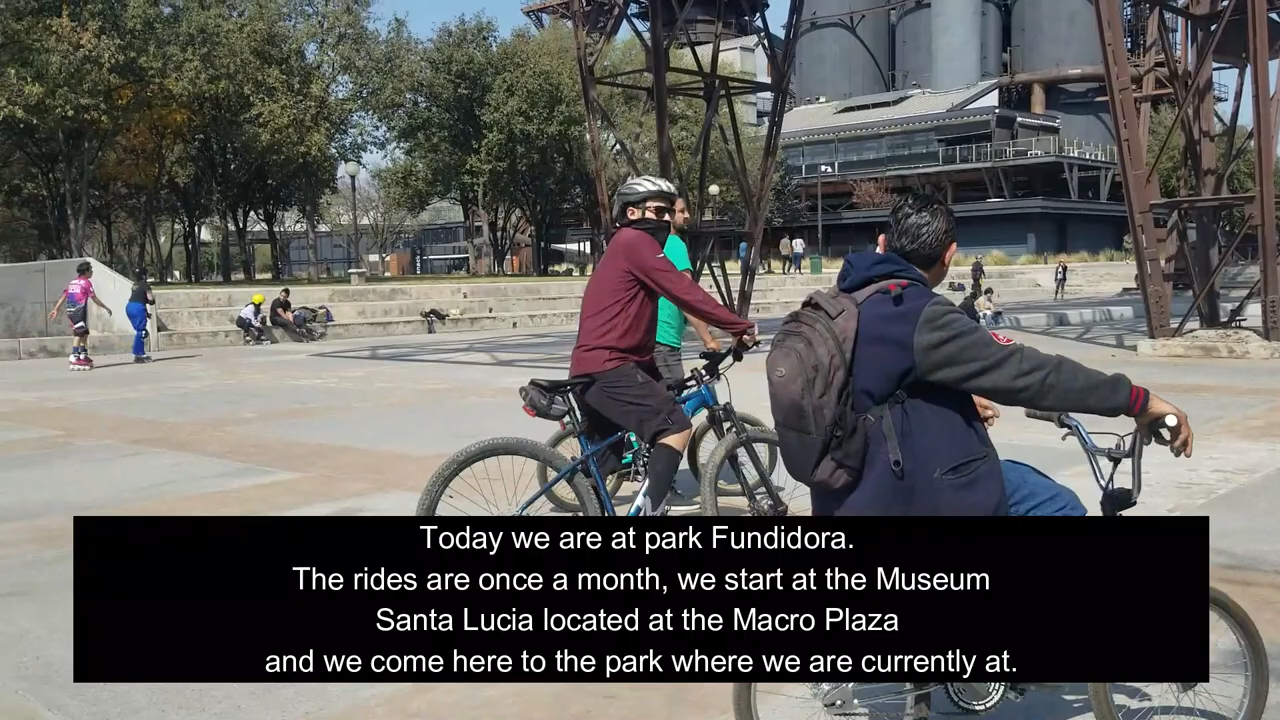 Today we are at park Fundidora.
The rides are once a month, we start at the Museum
Santa Lucia located at the Macro Plaza
and we come here to the park where we are currently at.